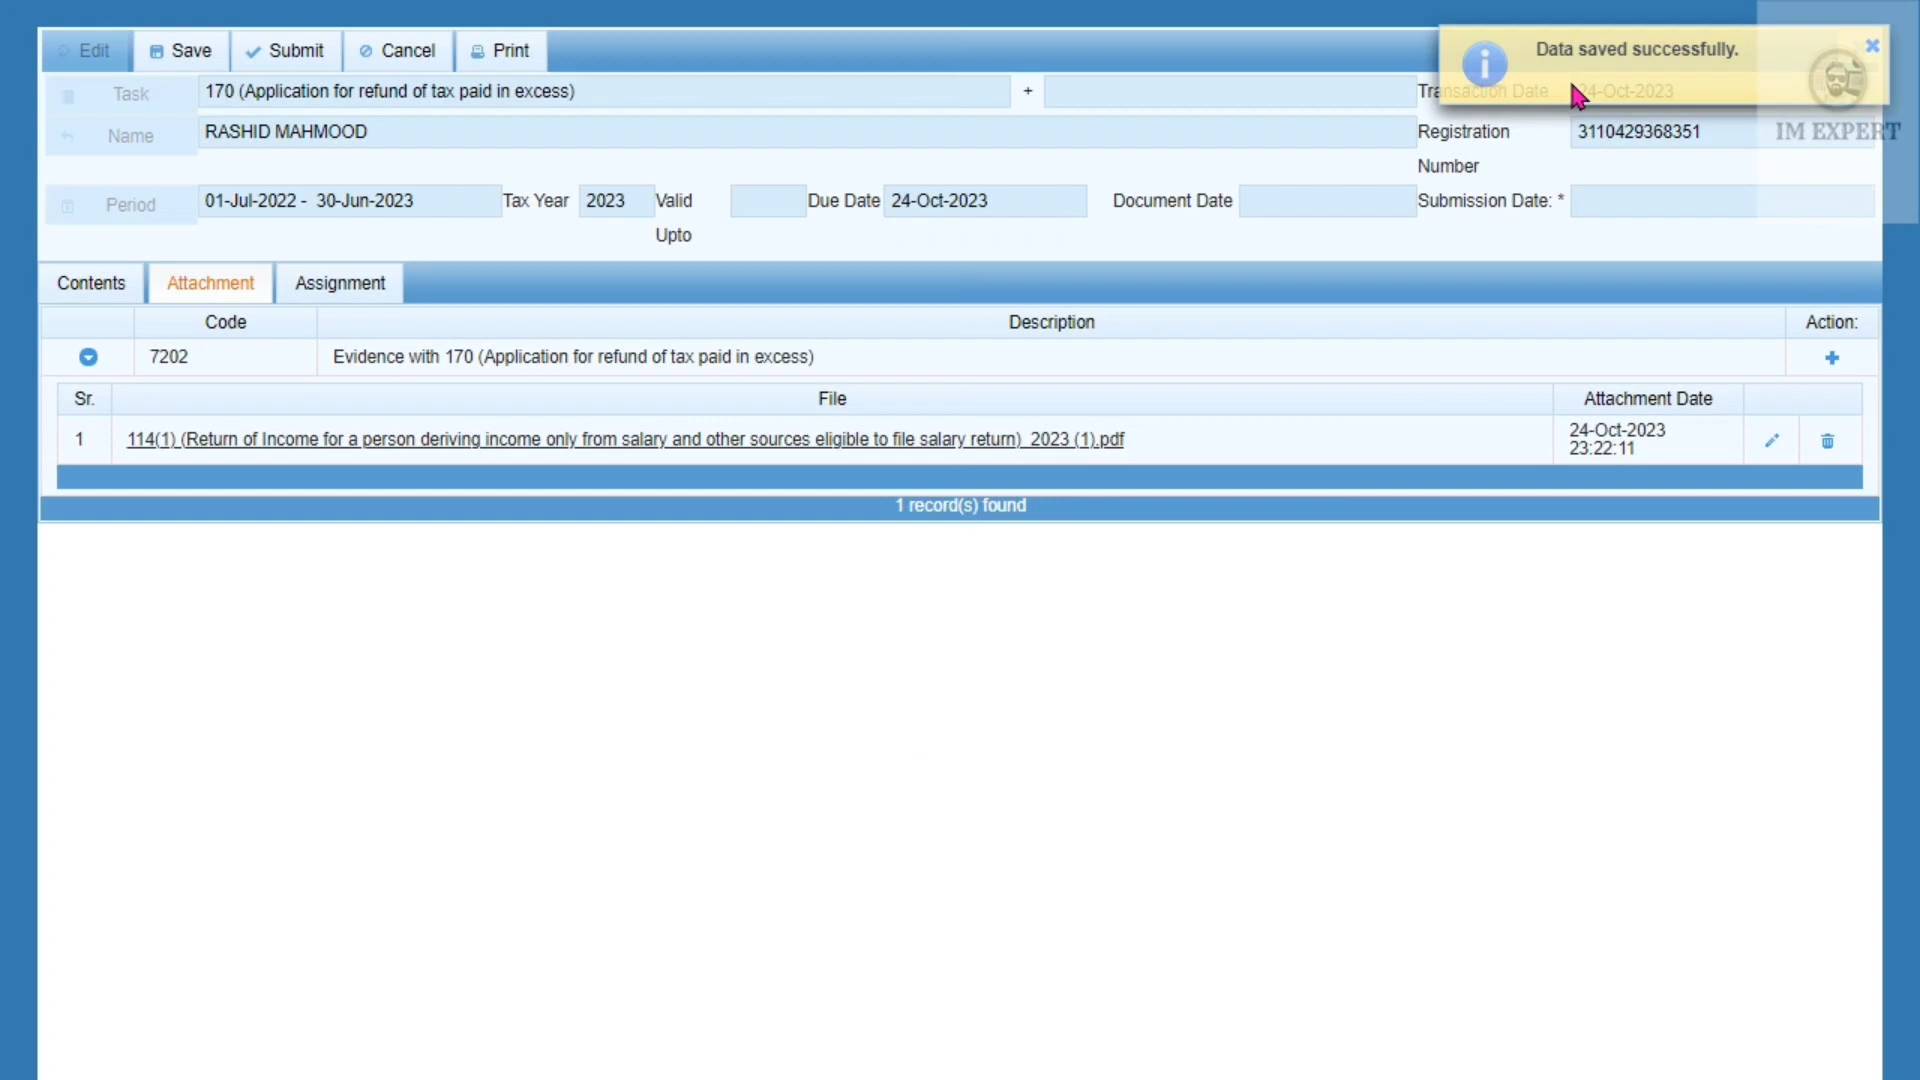 Edit Save Submit Cancel Print
Data saved successfully.
Task 170 (Application for refund of tax paid in excess) + Transaction Date 24-Oct-2023
Name RASHID MAHMOOD Registration Number 3110429368351
IM EXPERT
Period 01-Jul-2022 - 30-Jun-2023 Tax Year 2023 Valid Upto Due Date 24-Oct-2023 Document Date Submission Date: *
Contents Attachment Assignment
Code Description Action:
7202 Evidence with 170 (Application for refund of tax paid in excess)
Sr. File Attachment Date
1 114(1) (Return of Income for a person deriving income only from salary and other sources eligible to file salary return)_2023 (1).pdf 24-Oct-2023 23:22:11
1 record(s) found